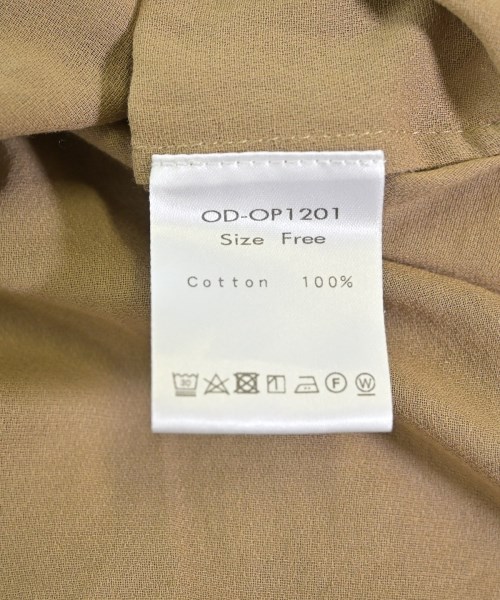 OD-OP1201
Size Free
Cotton 100%
F
W